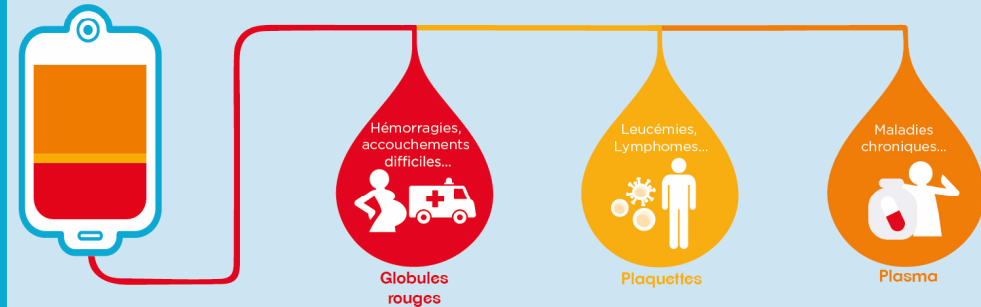 Hémorragies,
accouchements
difficiles...
Globules
rouges
Leucémies,
Lymphomes...
Plaquettes
Maladies
chroniques...
Plasma